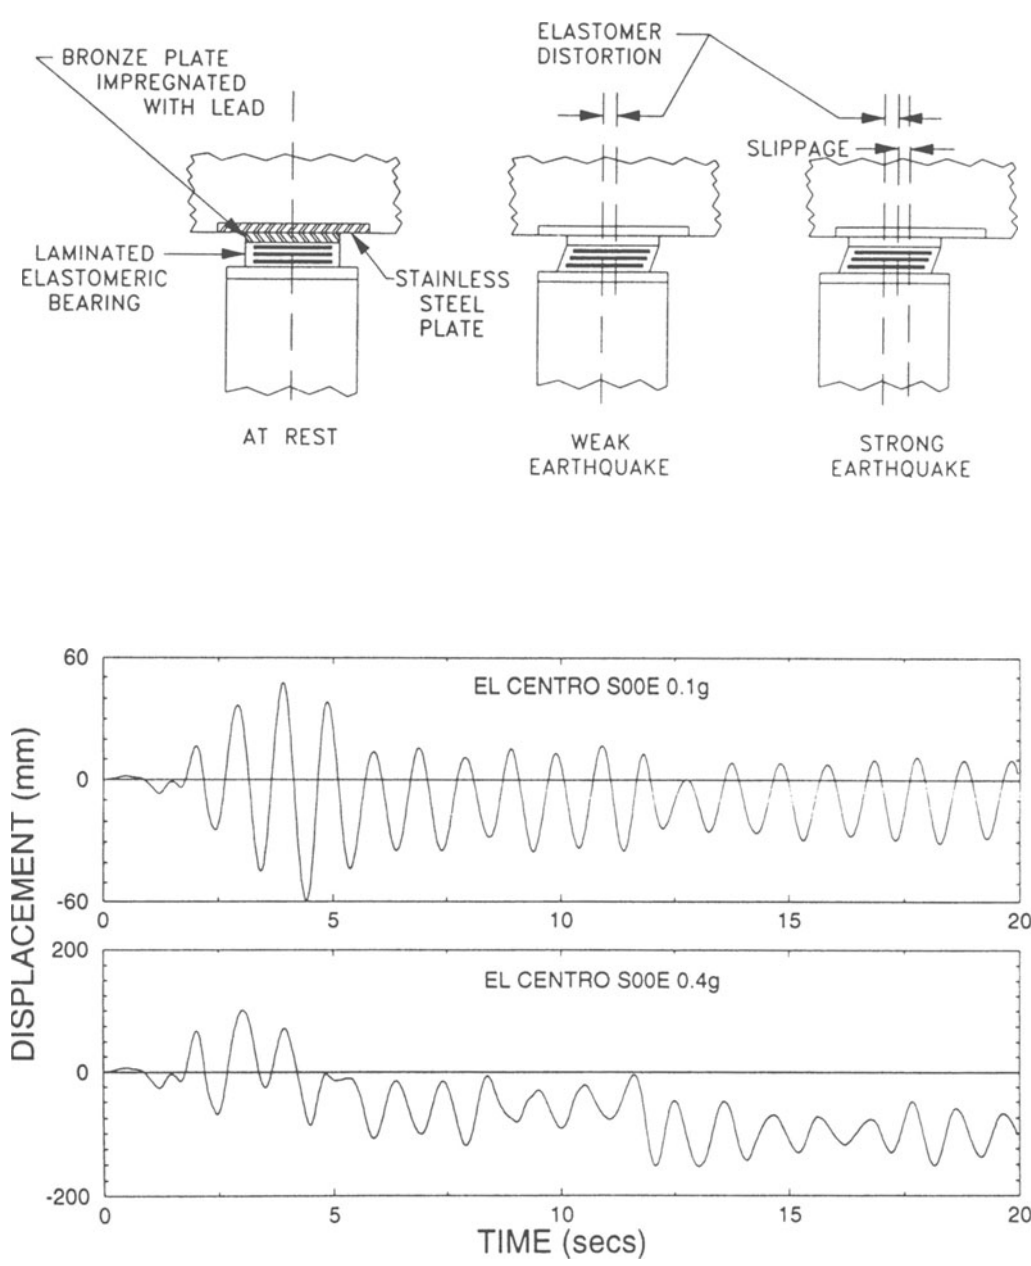 ELASTOMER
DISTORTION
BRONZE PLATE
IMPREGNATED
WITH LEAD
SLIPPAGE
LAMINATED
ELASTOMERIC
BEARING
STAINLESS
STEEL
PLATE
AT REST
WEAK
EARTHQUAKE
STRONG
EARTHQUAKE
60
EL CENTRO S00E 0.1g
0
-60
0 5 10 15 20
200
EL CENTRO S00E 0.4g
100
0
-200
0 5 10 15 20
DISPLACEMENT (mm)
TIME (secs)